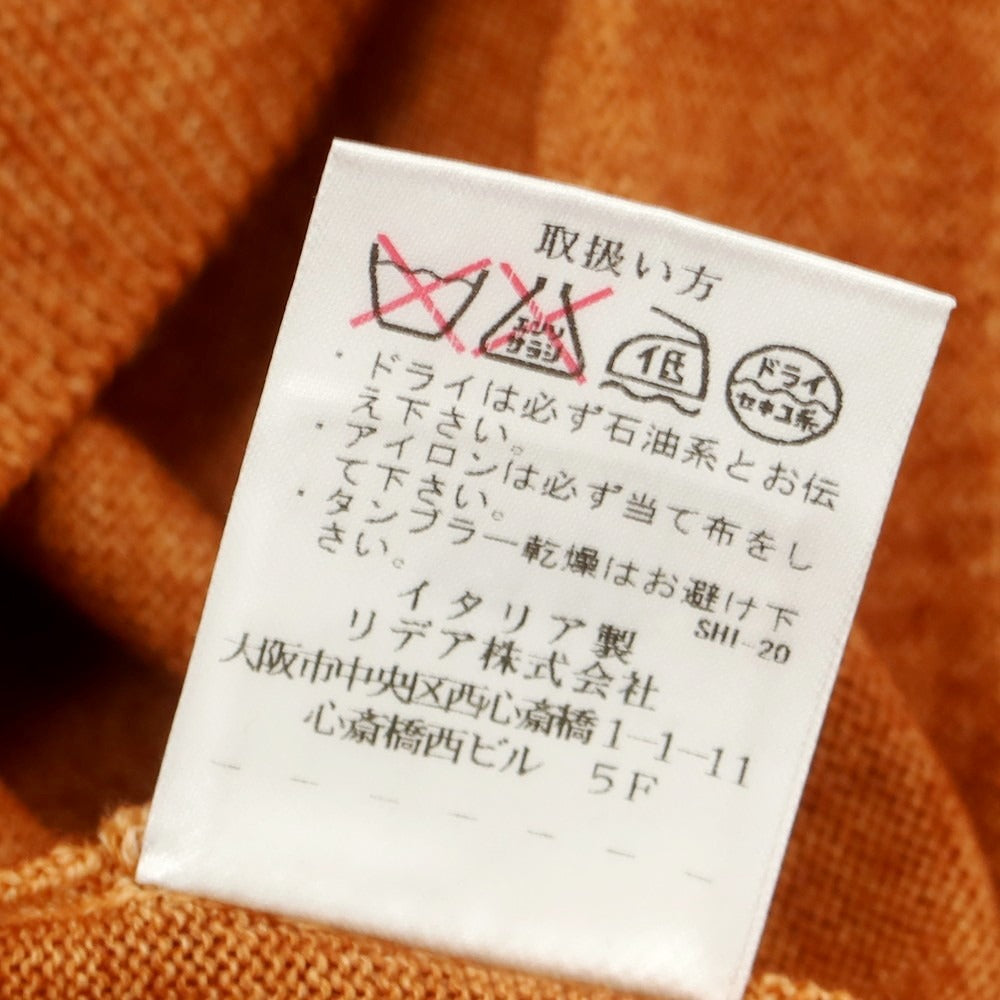 取扱い方
エンソ
サラシ
低
ドライ
セキユ系
・ドライは必ず石油系とお伝
え下さい。
・アイロンは必ず当て布をし
て下さい。
・タンブラー乾燥はお避け下
さい。
SHI-20
イタリア製
リデア株式会社
大阪市中央区西心斎橋1-1-11
心斎橋西ビル 5F